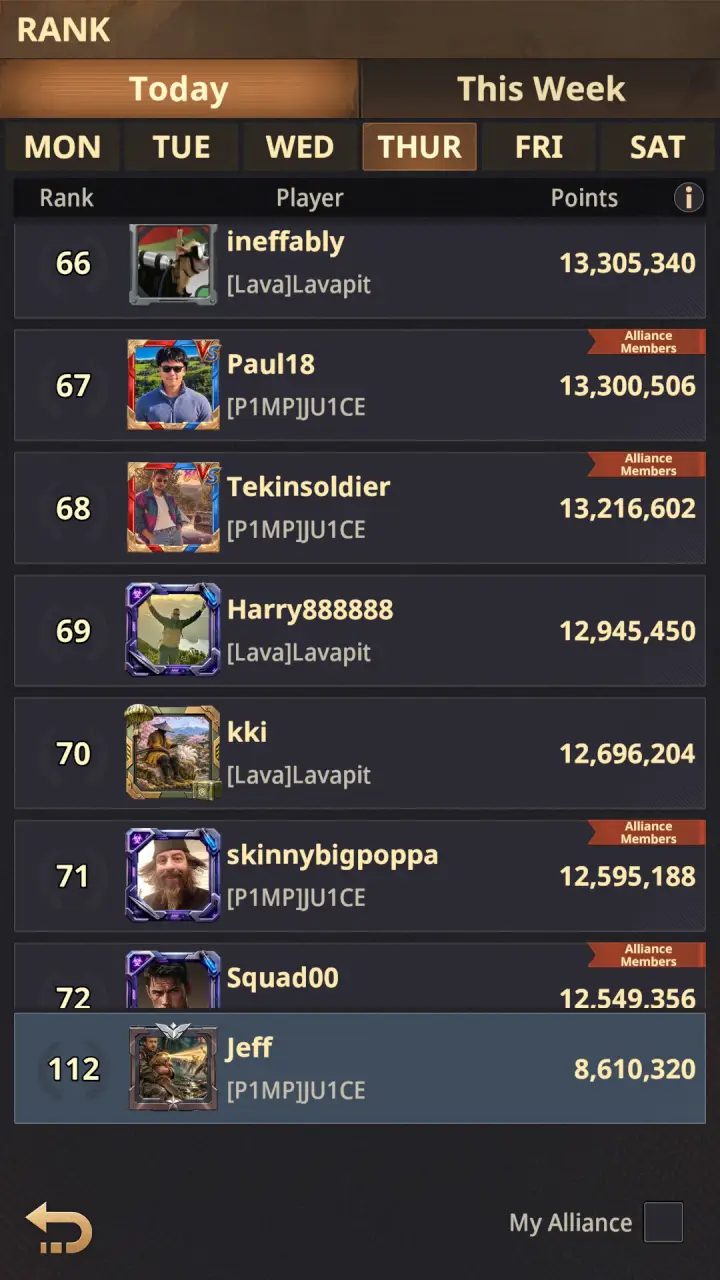 RANK
Today
This Week
MON TUE WED THUR FRI SAT
Rank Player Points
66 ineffably 13,305,340
[Lava]Lavapit
Alliance Members
67 Paul18 13,300,506
[P1MP]JU1CE
Alliance Members
68 Tekinsoldier 13,216,602
[P1MP]JU1CE
69 Harry888888 12,945,450
[Lava]Lavapit
70 kki 12,696,204
[Lava]Lavapit
Alliance Members
71 skinnybigpoppa 12,595,188
[P1MP]JU1CE
Alliance Members
72 Squad00 12,549,356
112 Jeff 8,610,320
[P1MP]JU1CE
My Alliance